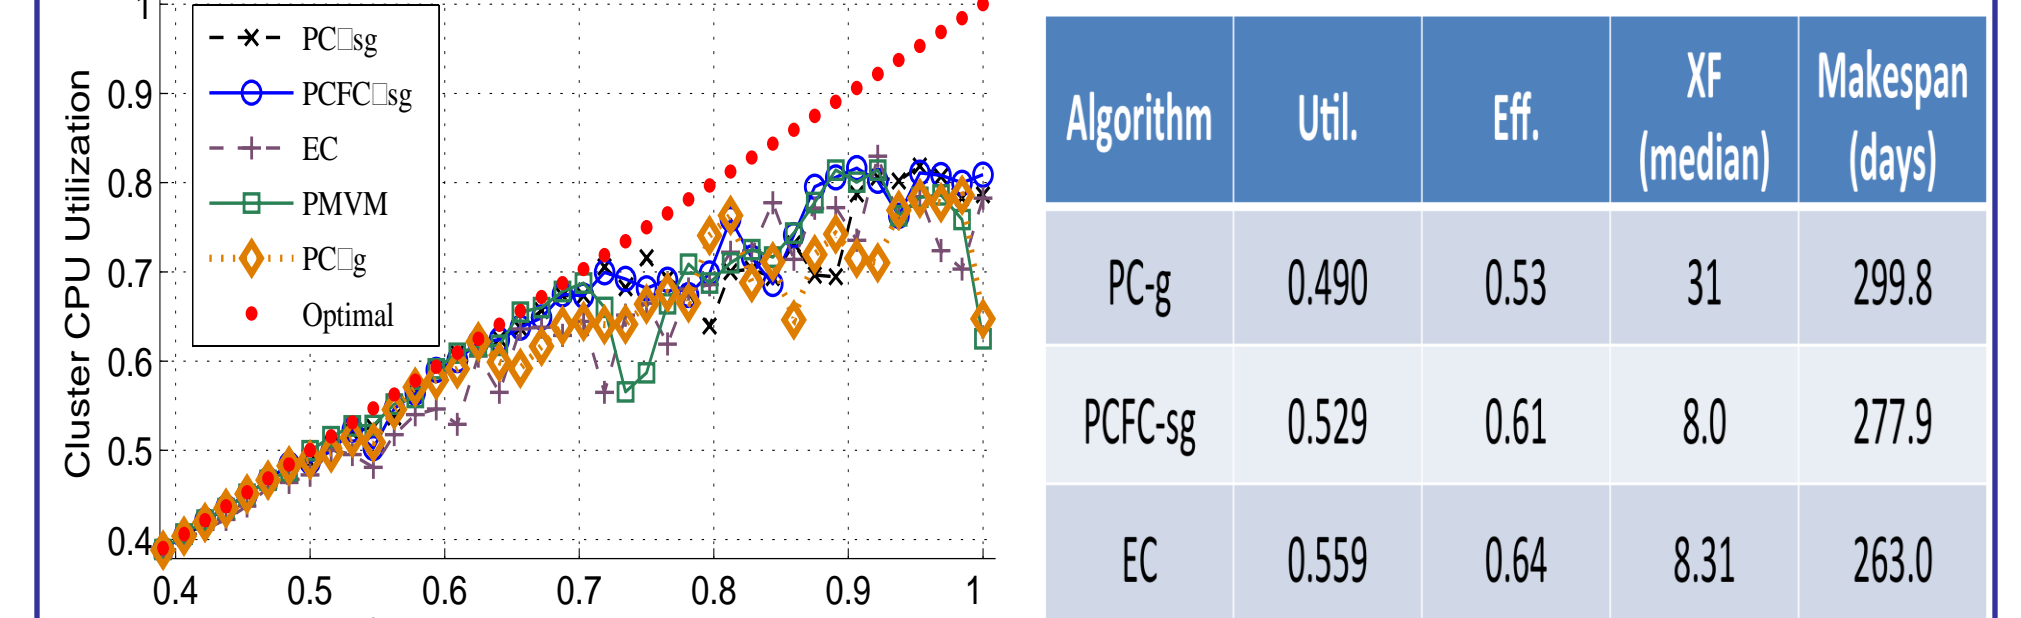 1
0.9
0.8
0.7
0.6
0.5
0.4
Cluster CPU Utilization
PC□sg
PCFC□sg
EC
PMVM
PC□g
Optimal
0.4 0.5 0.6 0.7 0.8 0.9 1
Algorithm Util. Eff. XF (median) Makespan (days)
PC-g 0.490 0.53 31 299.8
PCFC-sg 0.529 0.61 8.0 277.9
EC 0.559 0.64 8.31 263.0